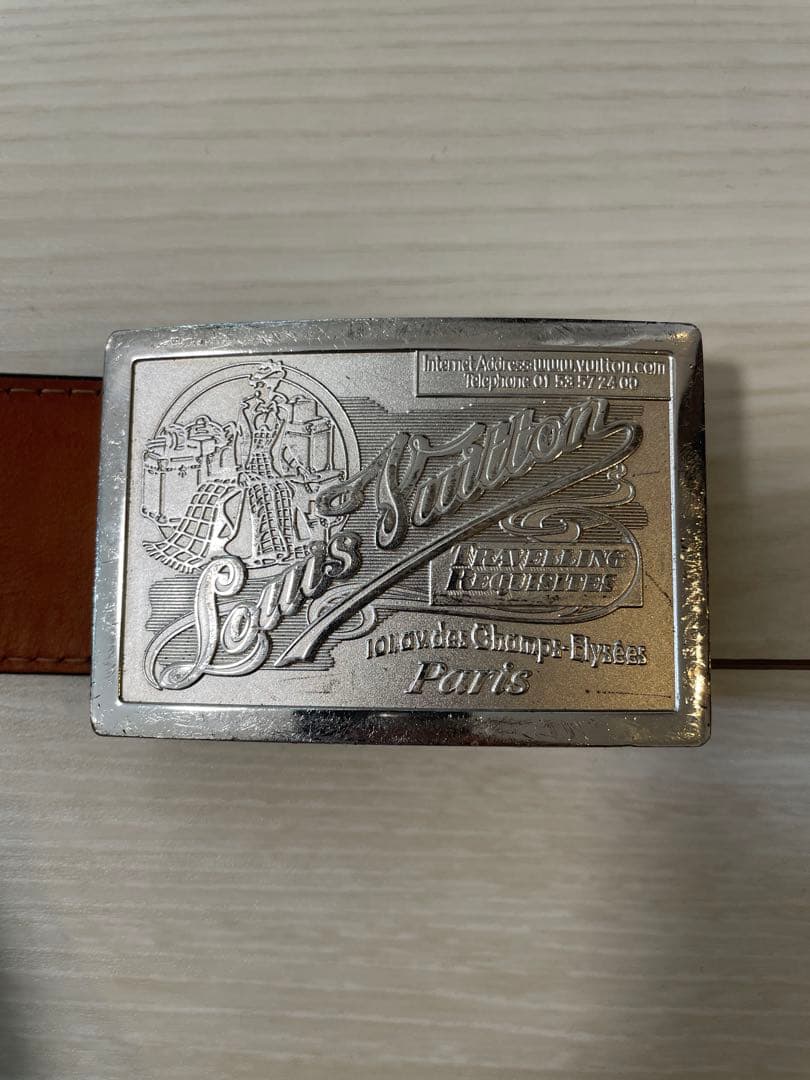 Internet Address:www.vuitton.com
Telephone 01 53 57 24 00
Louis Vuitton
TRAVELLING
REQUISITES
101.av.des Champs-Elysées
Paris